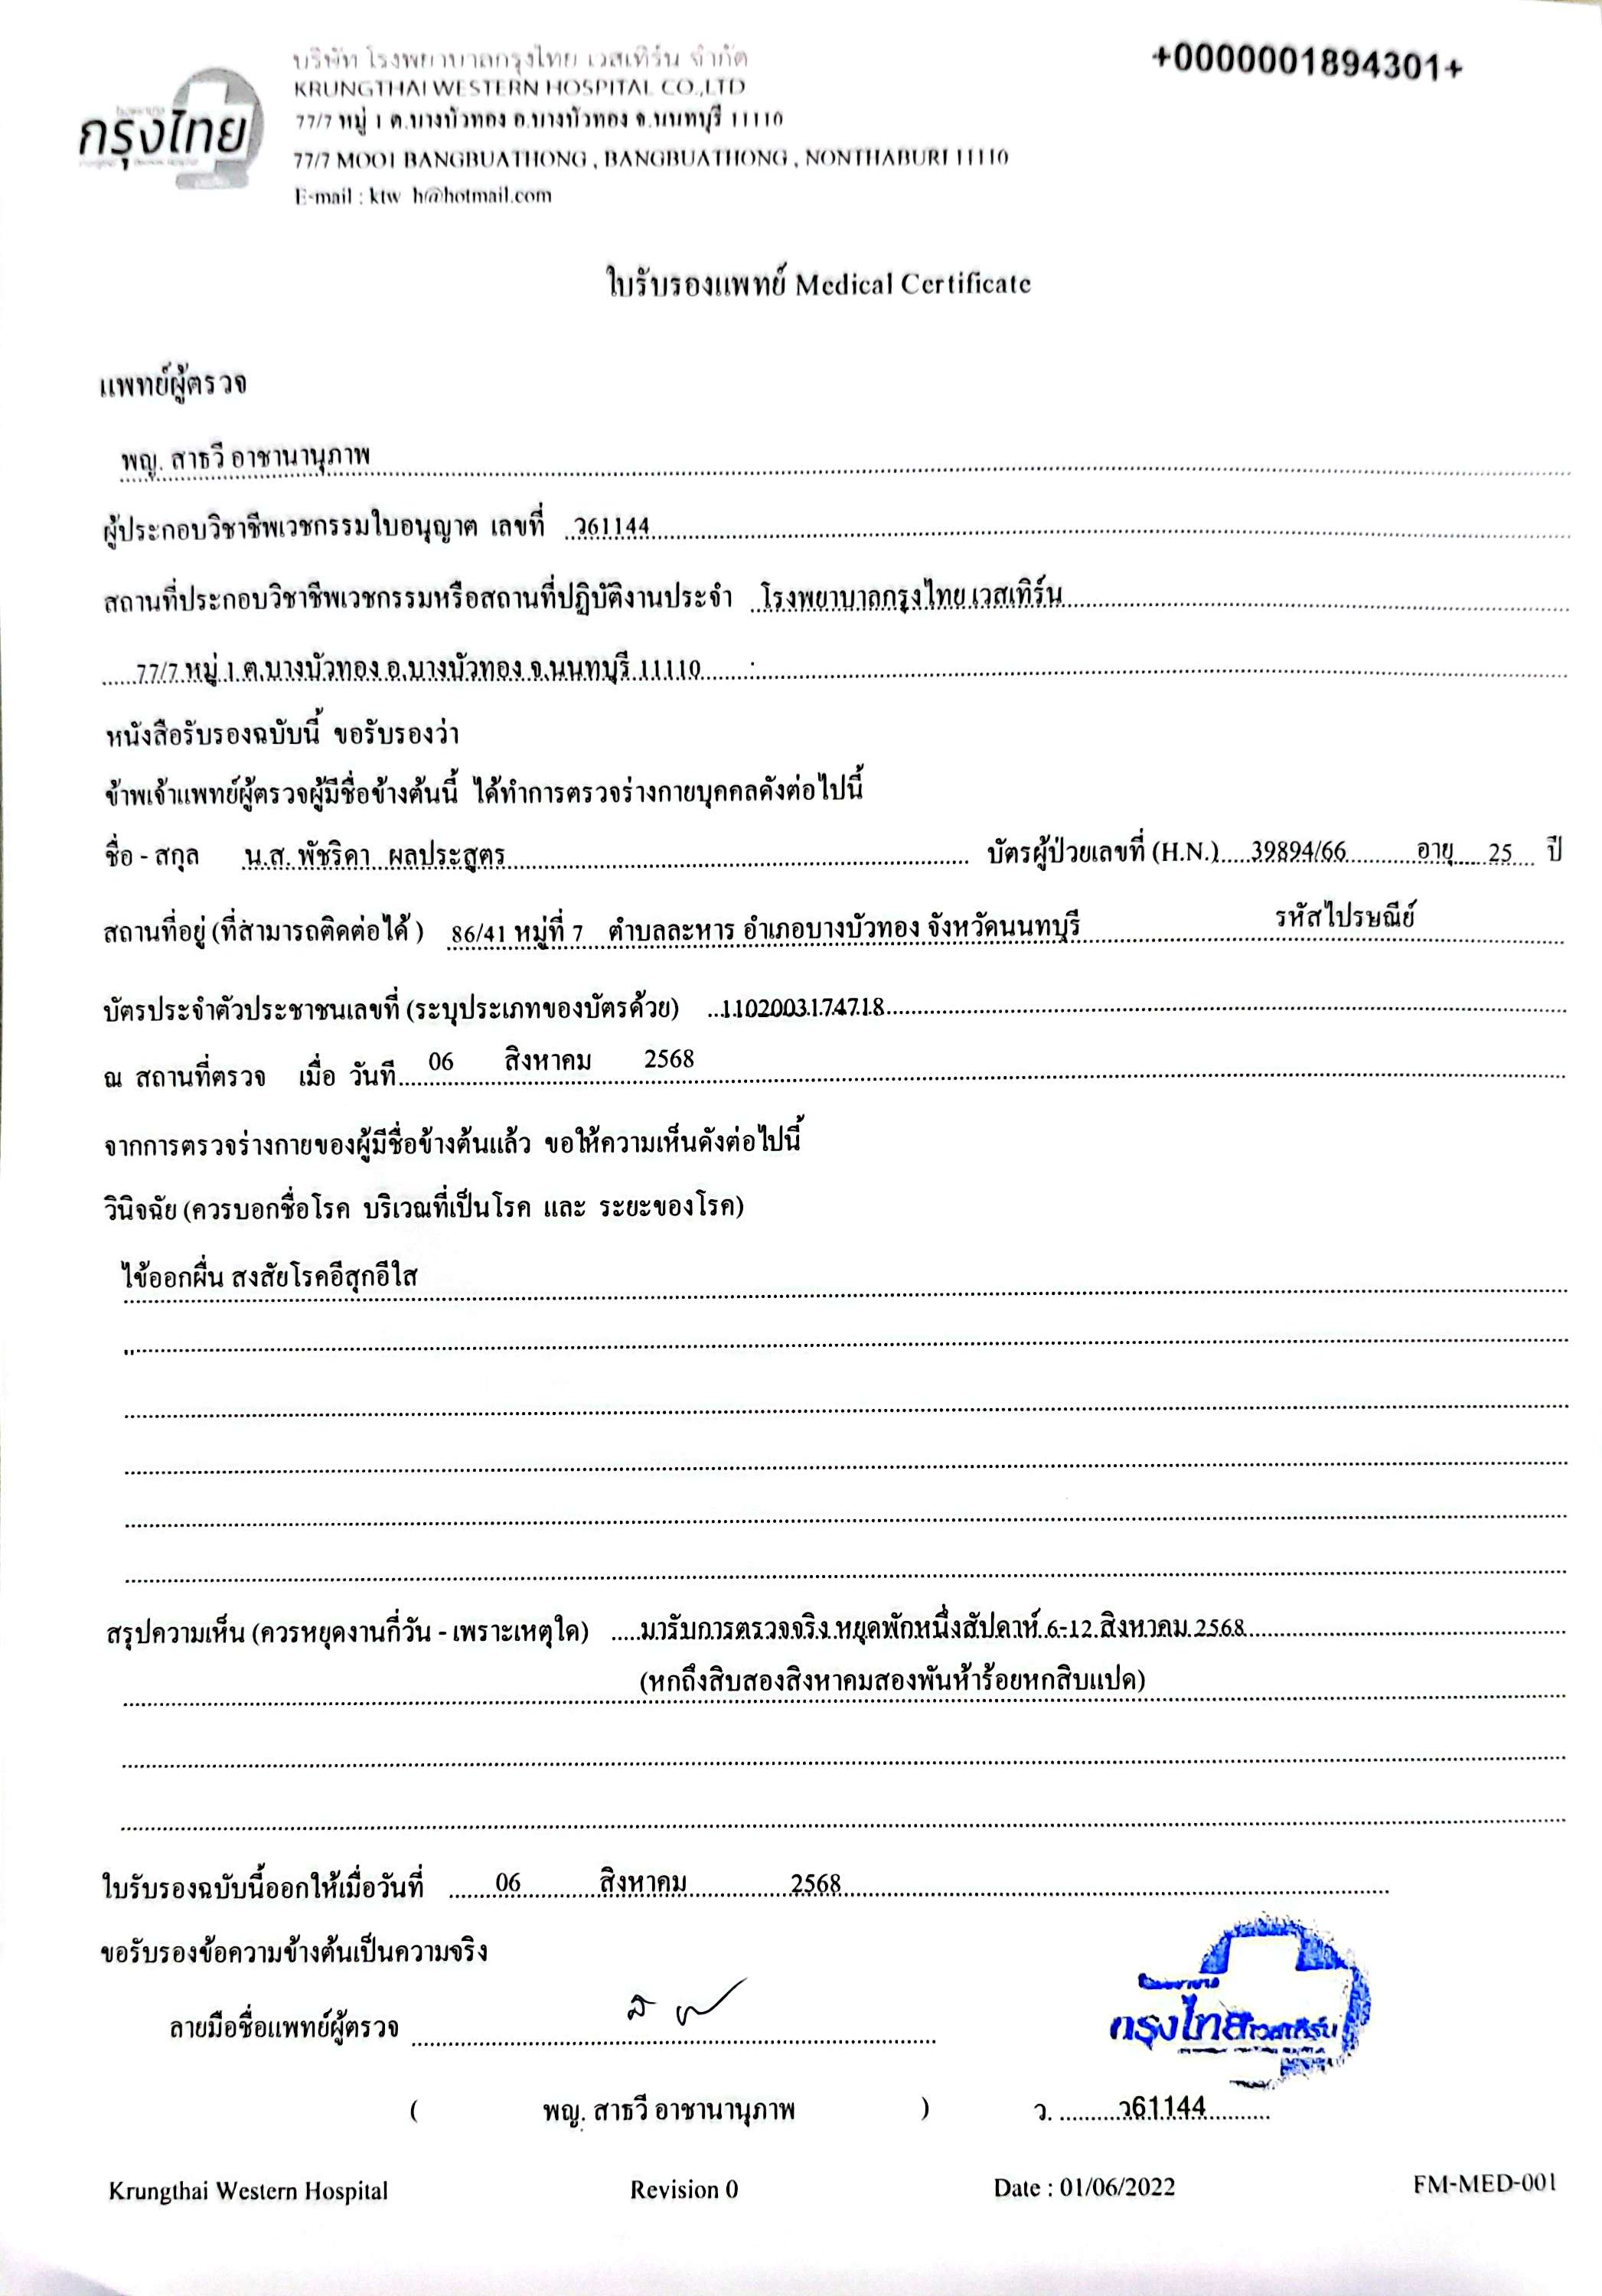 บริษัท โรงพยาบาลกรุงไทย เวสเทิร์น จำกัด
+0000001894301+
KRUNGTHAI WESTERN HOSPITAL CO.,LTD
กรุงไทย
77/7 หมู่ 1 ต.บางบัวทอง อ.บางบัวทอง จ.นนทบุรี 11110
77/7 MOO1 BANGBUATHONG , BANGBUATHONG , NONTHABURI 11110
E-mail : ktw_h@hotmail.com
ใบรับรองแพทย์ Medical Certificate
แพทย์ผู้ตรวจ
พญ. สาธวี อาชานานุภาพ
ผู้ประกอบวิชาชีพเวชกรรมใบอนุญาต เลขที่ ว61144
สถานที่ประกอบวิชาชีพเวชกรรมหรือสถานที่ปฏิบัติงานประจำ โรงพยาบาลกรุงไทย เวสเทิร์น
77/7 หมู่ 1 ต.บางบัวทอง อ.บางบัวทอง จ.นนทบุรี 11110
หนังสือรับรองฉบับนี้ ขอรับรองว่า
ข้าพเจ้าแพทย์ผู้ตรวจผู้มีชื่อข้างต้นนี้ ได้ทำการตรวจร่างกายบุคคลดังต่อไปนี้
ชื่อ - สกุล น.ส. พัชริดา ผลประสูตร บัตรผู้ป่วยเลขที่ (H.N.) 39894/66 อายุ 25 ปี
สถานที่อยู่ (ที่สามารถติดต่อได้ ) 86/41 หมู่ที่ 7 ตำบลละหาร อำเภอบางบัวทอง จังหวัดนนทบุรี รหัสไปรษณีย์
บัตรประจำตัวประชาชนเลขที่ (ระบุประเภทของบัตรด้วย) 1102003174718
ณ สถานที่ตรวจ เมื่อ วันที่ 06 สิงหาคม 2568
จากการตรวจร่างกายของผู้มีชื่อข้างต้นแล้ว ขอให้ความเห็นดังต่อไปนี้
วินิจฉัย (ควรบอกชื่อโรค บริเวณที่เป็นโรค และ ระยะของโรค)
ไข้ออกผื่น สงสัยโรคอีสุกอีใส
สรุปความเห็น (ควรหยุดงานกี่วัน - เพราะเหตุใด) มารับการตรวจจริง หยุดพักหนึ่งสัปดาห์ 6-12 สิงหาคม 2568
(หกถึงสิบสองสิงหาคมสองพันห้าร้อยหกสิบแปด)
ใบรับรองฉบับนี้ออกให้เมื่อวันที่ 06 สิงหาคม 2568
ขอรับรองข้อความข้างต้นเป็นความจริง
ลายมือชื่อแพทย์ผู้ตรวจ
กรุงไทย เวสเทิร์น
( พญ. สาธวี อาชานานุภาพ ) ว. ว61144
Krungthai Western Hospital Revision 0 Date : 01/06/2022 FM-MED-001